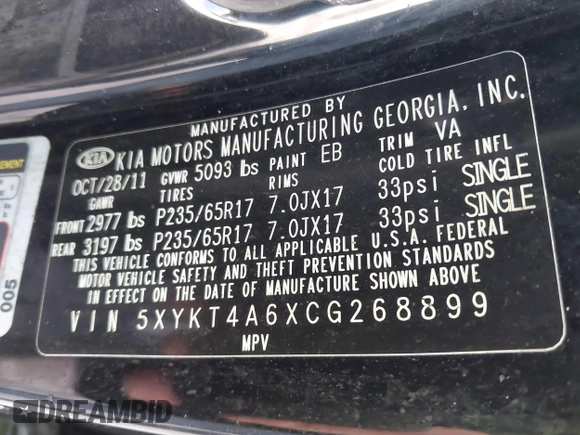 MANUFACTURED BY
KIA KIA MOTORS MANUFACTURING GEORGIA, INC.
OCT/28/11 GVWR 5093 lbs PAINT EB TRIM VA
GAWR TIRES RIMS COLD TIRE INFL
FRONT 2977 lbs P235/65R17 7.0JX17 33psi SINGLE
REAR 3197 lbs P235/65R17 7.0JX17 33psi SINGLE
THIS VEHICLE CONFORMS TO ALL APPLICABLE U.S.A. FEDERAL
MOTOR VEHICLE SAFETY AND THEFT PREVENTION STANDARDS
IN EFFECT ON THE DATE OF MANUFACTURE SHOWN ABOVE
VIN 5XYKT4A6XCG268899
MPV
005
DREAMBID